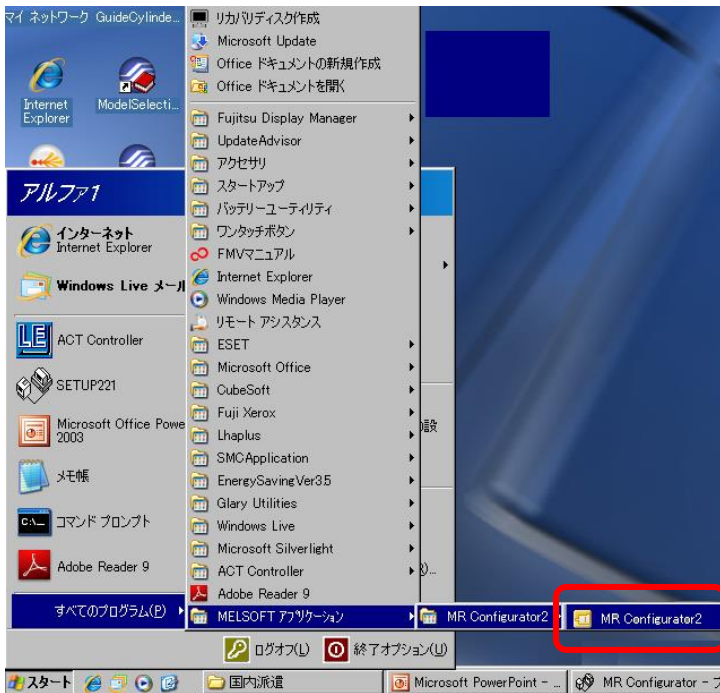 マイ ネットワーク GuideCylinde...
Internet
Explorer
ModelSelecti...
アルファ1
インターネット
Internet Explorer
Windows Live メール
ACT Controller
SETUP221
Microsoft Office Powe
2003
メモ帳
コマンド プロンプト
Adobe Reader 9
すべてのプログラム(P)
リカバリディスク作成
Microsoft Update
Office ドキュメントの新規作成
Office ドキュメントを開く
Fujitsu Display Manager
UpdateAdvisor
アクセサリ
スタートアップ
バッテリーユーティリティ
ワンタッチボタン
FMVマニュアル
Internet Explorer
Windows Media Player
リモート アシスタンス
ESET
Microsoft Office
CubeSoft
Fuji Xerox
Lhaplus
SMCApplication
EnergySavingVer3.5
Glary Utilities
Windows Live
Microsoft Silverlight
ACT Controller
Adobe Reader 9
MELSOFT アプリケーション
MR Configurator2
MR Configurator2
の設
ログオフ(L)
終了オプション(U)
スタート
国内派遣
Microsoft PowerPoint - ...
MR Configurator - フ